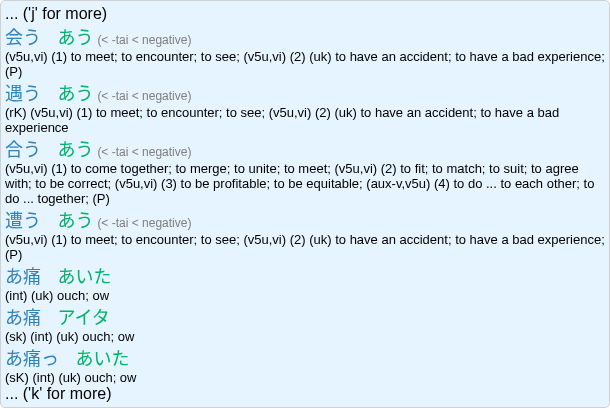 ... ('j' for more)
会う　あう (< -tai < negative)
(v5u,vi) (1) to meet; to encounter; to see; (v5u,vi) (2) (uk) to have an accident; to have a bad experience;
(P)
遇う　あう (< -tai < negative)
(rK) (v5u,vi) (1) to meet; to encounter; to see; (v5u,vi) (2) (uk) to have an accident; to have a bad
experience
合う　あう (< -tai < negative)
(v5u,vi) (1) to come together; to merge; to unite; to meet; (v5u,vi) (2) to fit; to match; to suit; to agree
with; to be correct; (v5u,vi) (3) to be profitable; to be equitable; (aux-v,v5u) (4) to do ... to each other; to
do ... together; (P)
遭う　あう (< -tai < negative)
(v5u,vi) (1) to meet; to encounter; to see; (v5u,vi) (2) (uk) to have an accident; to have a bad experience;
(P)
あ痛　あいた
(int) (uk) ouch; ow
あ痛　アイタ
(sk) (int) (uk) ouch; ow
あ痛っ　あいた
(sK) (int) (uk) ouch; ow
... ('k' for more)